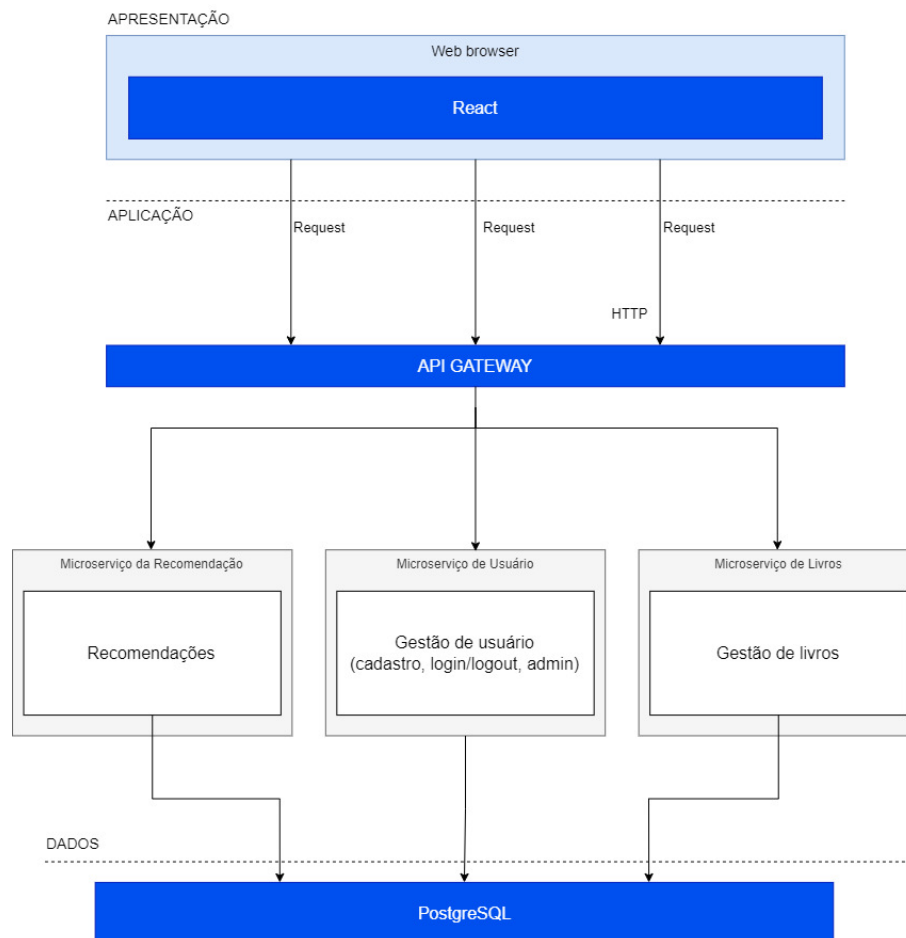 APRESENTAÇÃO
Web browser
React
APLICAÇÃO
Request
Request
Request
HTTP
API GATEWAY
Microserviço da Recomendação
Microserviço de Usuário
Microserviço de Livros
Recomendações
Gestão de usuário
(cadastro, login/logout, admin)
Gestão de livros
DADOS
PostgreSQL